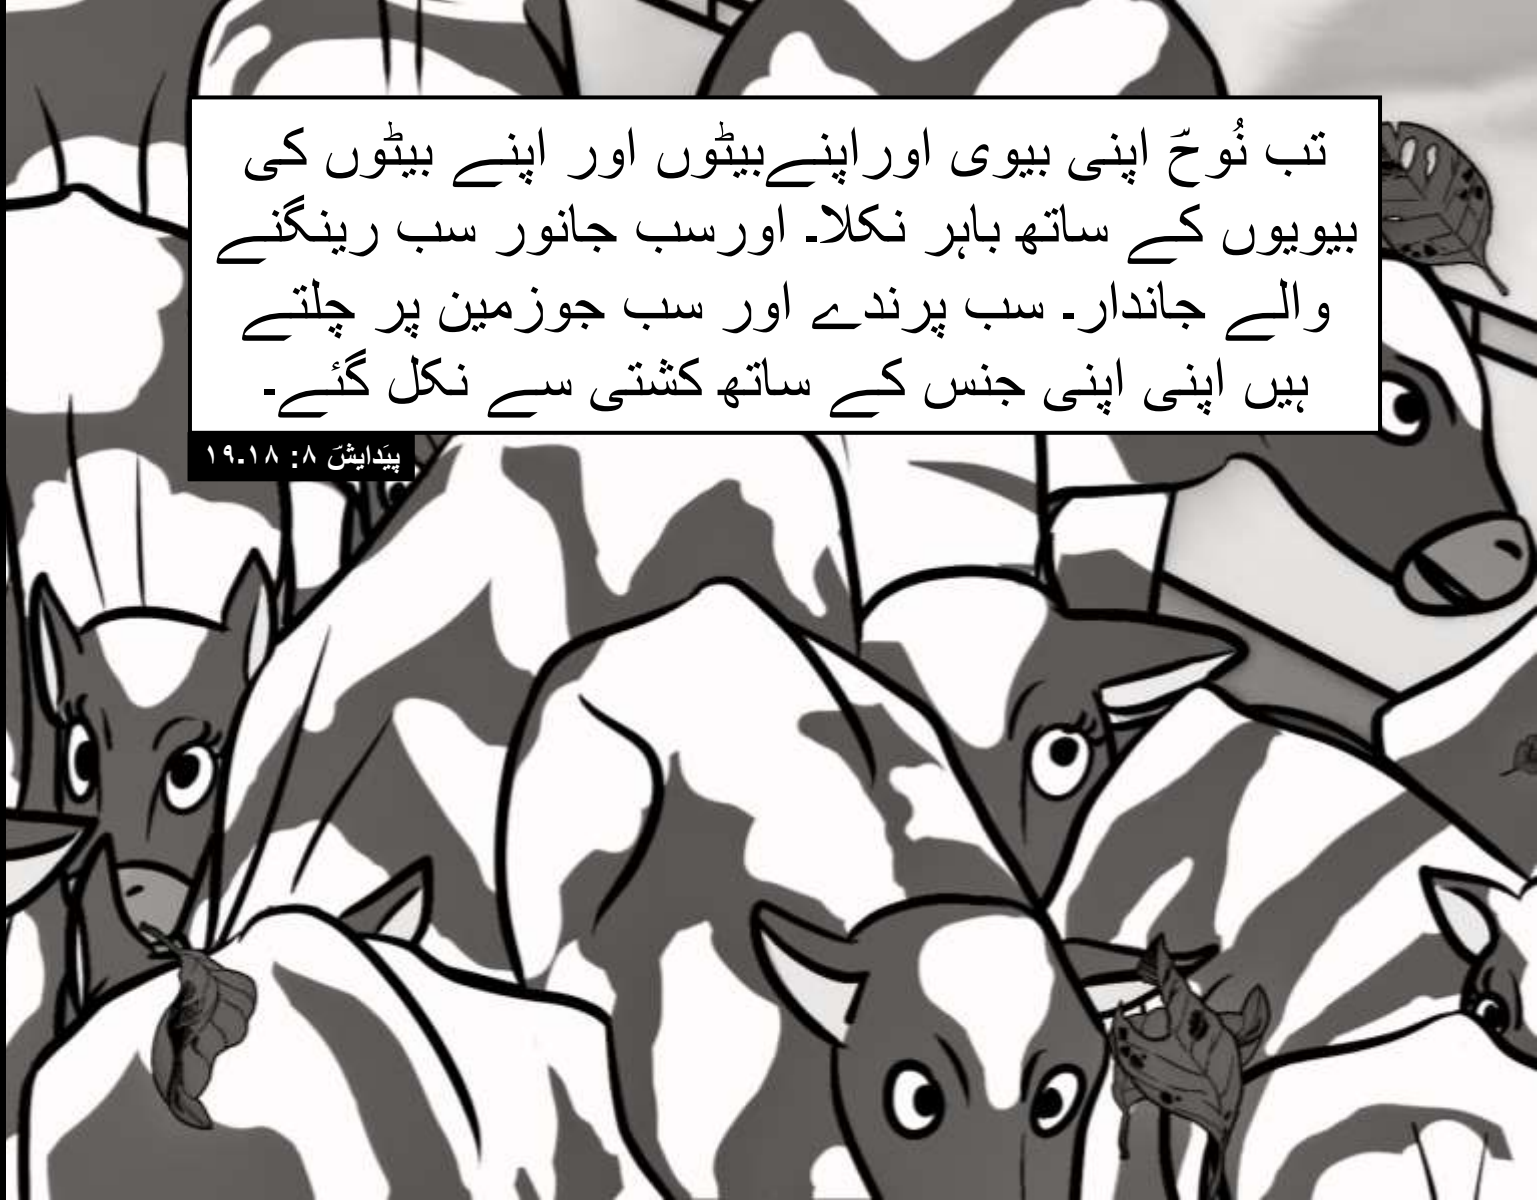 تب نُوحؔ اپنی بیوی اوراپنےبیٹوں اور اپنے بیٹوں کی
بیویوں کے ساتھ باہر نکلا۔ اورسب جانور سب رینگنے
والے جاندار۔ سب پرندے اور سب جوزمین پر چلتے
ہیں اپنی اپنی جنس کے ساتھ کشتی سے نکل گئے۔
پَیدایشؔ ۸: ۱۸۔۱۹